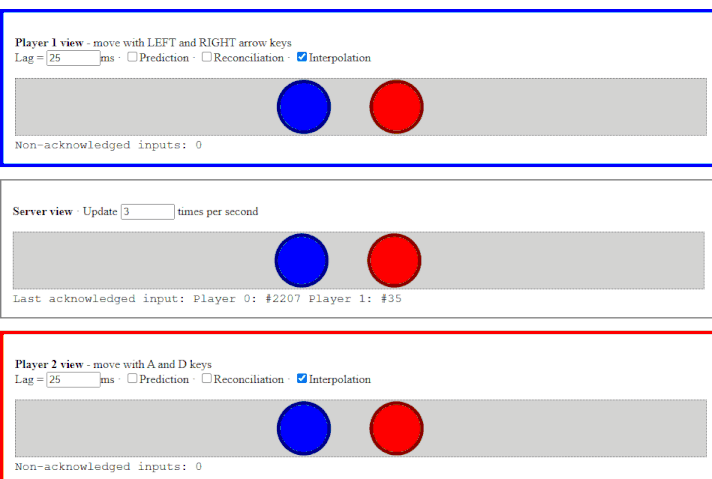 Player 1 view - move with LEFT and RIGHT arrow keys
Lag = 25 ms · Prediction · Reconciliation · Interpolation
Non-acknowledged inputs: 0
Server view · Update 3 times per second
Last acknowledged input: Player 0: #2207 Player 1: #35
Player 2 view - move with A and D keys
Lag = 25 ms · Prediction · Reconciliation · Interpolation
Non-acknowledged inputs: 0